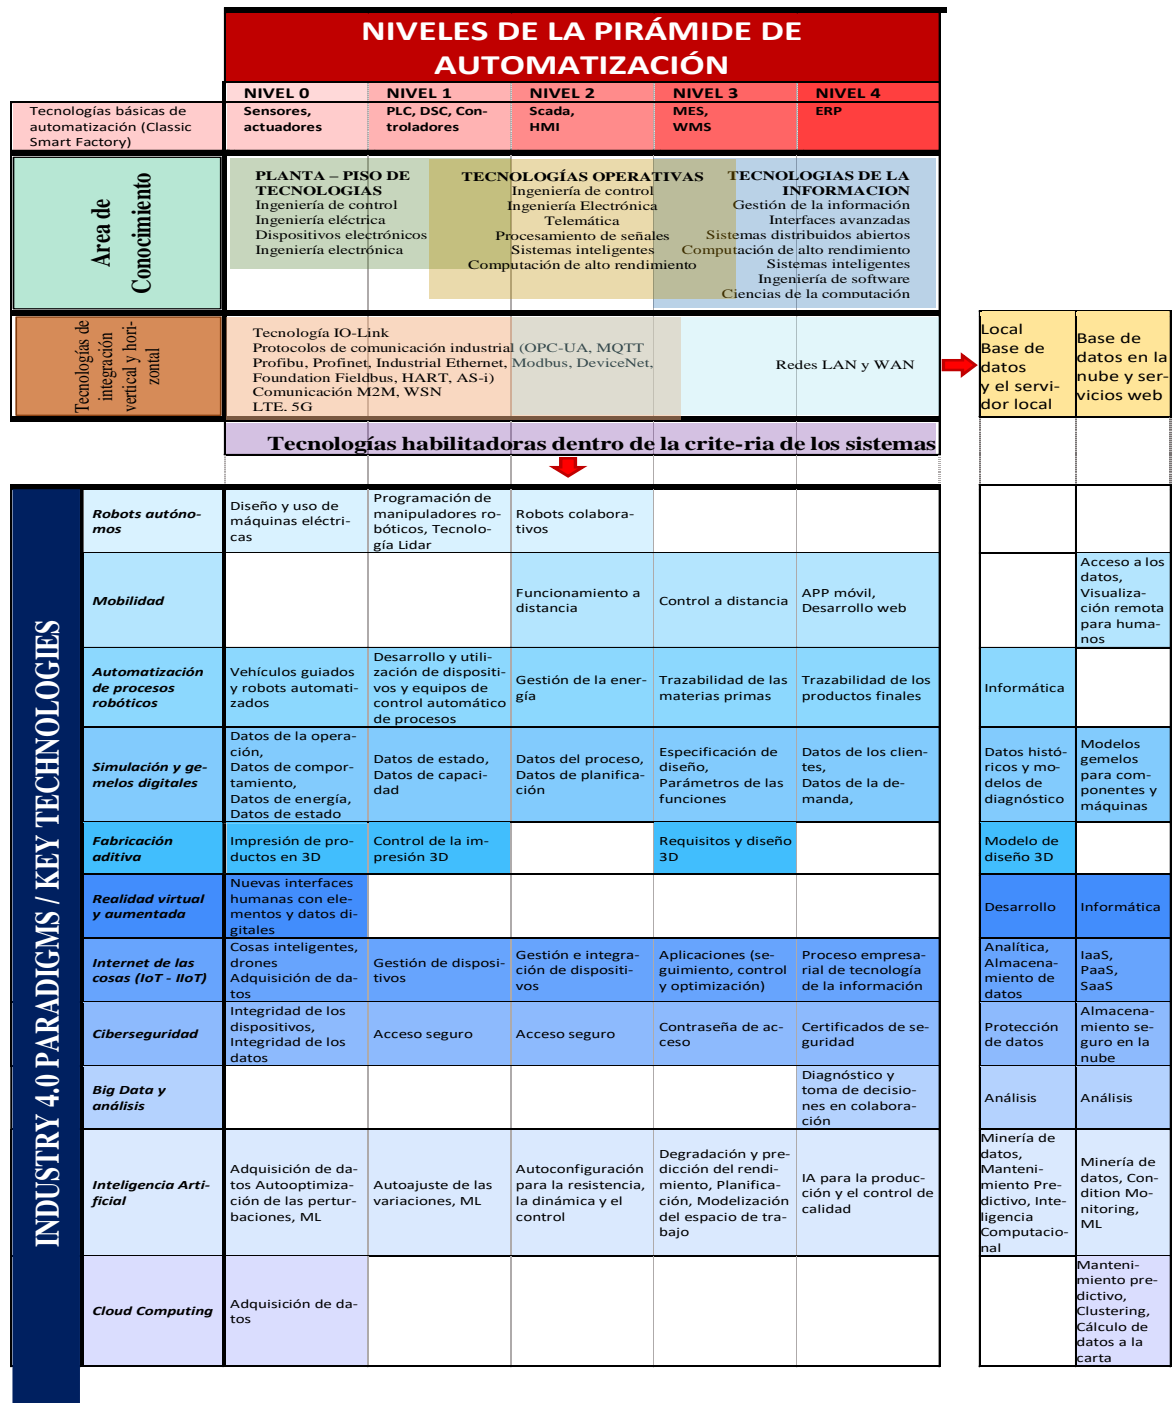 NIVELES DE LA PIRÁMIDE DE
AUTOMATIZACIÓN
NIVEL 0
NIVEL 1
NIVEL 2
NIVEL 3
NIVEL 4
Tecnologías básicas de
automatización (Classic
Smart Factory)
Sensores,
actuadores
PLC, DSC, Con-
troladores
Scada,
HMI
MES,
WMS
ERP
Area de
Conocimiento
PLANTA – PISO DE
TECNOLOGIAS
Ingeniería de control
Ingeniería eléctrica
Dispositivos electrónicos
Ingeniería electrónica
TECNOLOGÍAS OPERATIVAS
Ingeniería de control
Ingeniería Electrónica
Telemática
Procesamiento de señales
Sistemas inteligentes
Computación de alto rendimiento
TECNOLOGIAS DE LA
INFORMACION
Gestión de la información
Interfaces avanzadas
Sistemas distribuidos abiertos
Computación de alto rendimiento
Sistemas inteligentes
Ingeniería de software
Ciencias de la computación
Tecnologías de
integración
vertical y hori-
zontal
Tecnología IO-Link
Protocolos de comunicación industrial (OPC-UA, MQTT
Profibu, Profinet, Industrial Ethernet, Modbus, DeviceNet,
Foundation Fieldbus, HART, AS-i)
Comunicación M2M, WSN
LTE. 5G
Redes LAN y WAN
Local
Base de
datos
y el servi-
dor local
Base de
datos en la
nube y ser-
vicios web
Tecnologías habilitadoras dentro de la crite-ria de los sistemas
INDUSTRY 4.0 PARADIGMS / KEY TECHNOLOGIES
Robots autóno-
mos
Diseño y uso de
máquinas eléctri-
cas
Programación de
manipuladores ro-
bóticos, Tecnolo-
gía Lidar
Robots colabora-
tivos
Mobilidad
Funcionamiento a
distancia
Control a distancia
APP móvil,
Desarrollo web
Acceso a los
datos,
Visualiza-
ción remota
para huma-
nos
Automatización
de procesos
robóticos
Vehículos guiados
y robots automati-
zados
Desarrollo y utili-
zación de dispositi-
vos y equipos de
control automático
de procesos
Gestión de la ener-
gía
Trazabilidad de las
materias primas
Trazabilidad de los
productos finales
Informática
Simulación y ge-
melos digitales
Datos de la opera-
ción,
Datos de compor-
tamiento,
Datos de energía,
Datos de estado
Datos de estado,
Datos de capaci-
dad
Datos del proceso,
Datos de planifica-
ción
Especificación de
diseño,
Parámetros de las
funciones
Datos de los clien-
tes,
Datos de la de-
manda,
Datos histó-
ricos y mo-
delos de
diagnóstico
Modelos
gemelos
para com-
ponentes y
máquinas
Fabricación
aditiva
Impresión de pro-
ductos en 3D
Control de la im-
presión 3D
Requisitos y diseño
3D
Modelo de
diseño 3D
Realidad virtual
y aumentada
Nuevas interfaces
humanas con ele-
mentos y datos di-
gitales
Desarrollo
Informática
Internet de las
cosas (IoT - IIoT)
Cosas inteligentes,
drones
Adquisición de da-
tos
Gestión de disposi-
tivos
Gestión e integra-
ción de dispositi-
vos
Aplicaciones (se-
guimiento, control
y optimización)
Proceso empresa-
rial de tecnología
de la información
Analítica,
Almacena-
miento de
datos
IaaS,
PaaS,
SaaS
Ciberseguridad
Integridad de los
dispositivos,
Integridad de los
datos
Acceso seguro
Acceso seguro
Contraseña de ac-
ceso
Certificados de se-
guridad
Protección
de datos
Almacena-
miento se-
guro en la
nube
Big Data y
análisis
Diagnóstico y
toma de decisio-
nes en colabora-
ción
Análisis
Análisis
Inteligencia Arti-
ficial
Adquisición de da-
tos Autooptimiza-
ción de las pertur-
baciones, ML
Autoajuste de las
variaciones, ML
Autoconfiguración
para la resistencia,
la dinámica y el
control
Degradación y pre-
dicción del rendi-
miento, Planifica-
ción, Modelización
del espacio de tra-
bajo
IA para la produc-
ción y el control de
calidad
Minería de
datos,
Manteni-
miento Pre-
dictivo, Inte-
ligencia
Computacio-
nal
Minería de
datos, Con-
dition Mo-
nitoring,
ML
Cloud Computing
Adquisición de da-
tos
Manteni-
miento pre-
dictivo,
Clustering,
Cálculo de
datos a la
carta